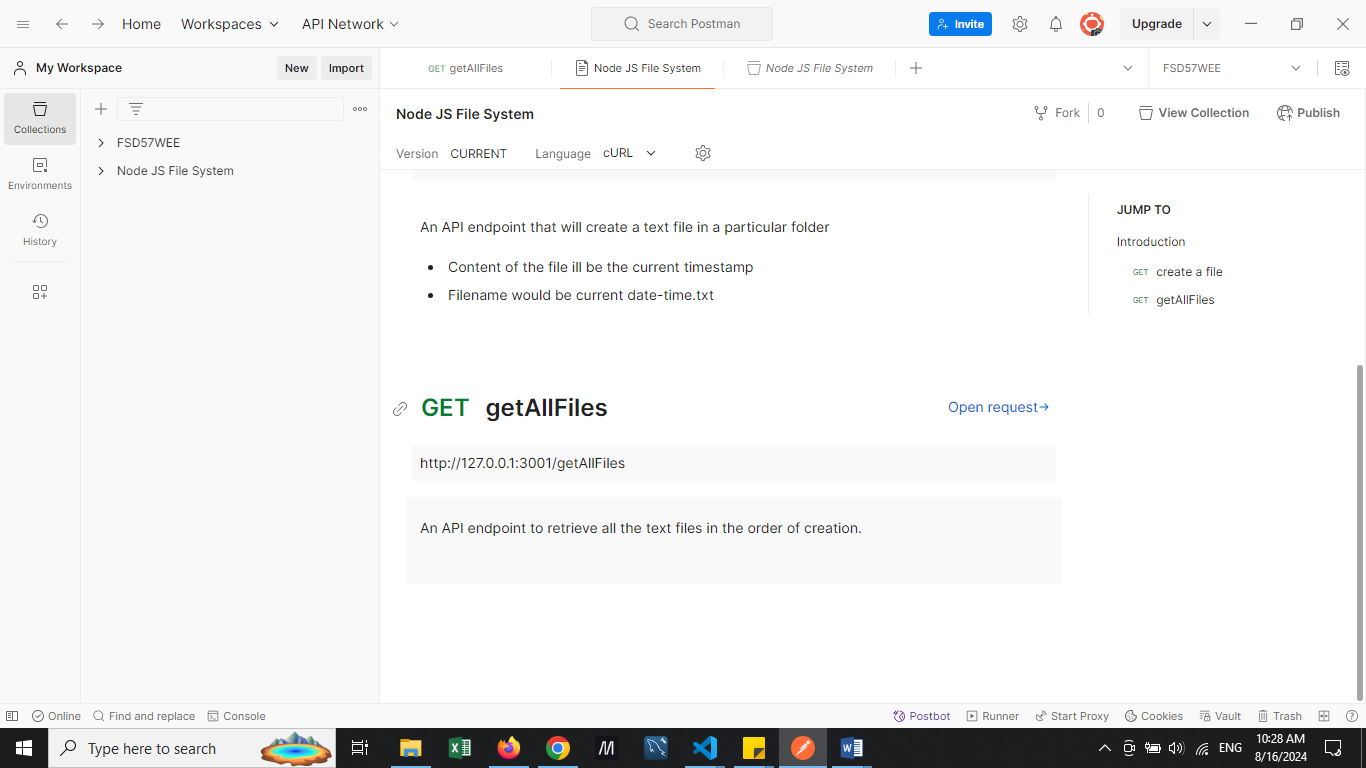 Home Workspaces API Network Search Postman Invite Upgrade
My Workspace New Import GET getAllFiles Node JS File System Node JS File System FSD57WEE
Collections
Environments
History
FSD57WEE
Node JS File System
Node JS File System Fork 0 View Collection Publish
Version CURRENT Language cURL
An API endpoint that will create a text file in a particular folder
• Content of the file ill be the current timestamp
• Filename would be current date-time.txt
GET getAllFiles Open request→
http://127.0.0.1:3001/getAllFiles
An API endpoint to retrieve all the text files in the order of creation.
JUMP TO
Introduction
GET create a file
GET getAllFiles
Online Find and replace Console Postbot Runner Start Proxy Cookies Vault Trash
Type here to search ENG 10:28 AM
8/16/2024